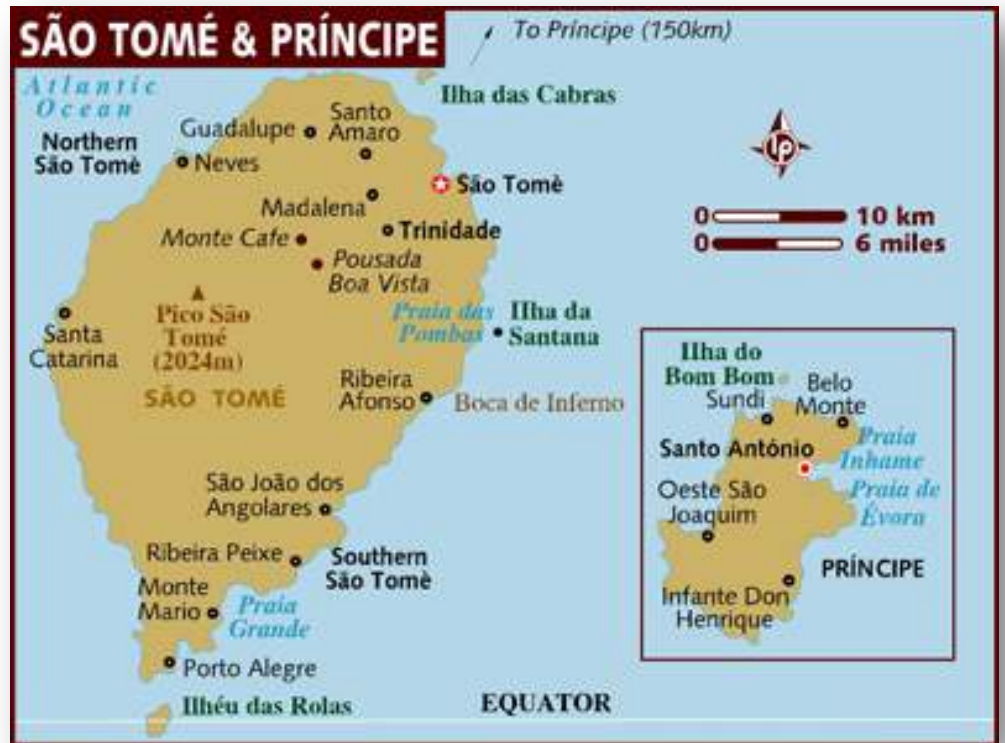 SÃO TOMÉ & PRÍNCIPE
To Príncipe (150km)
Atlantic
Ocean
Ilha das Cabras
Northern
São Tomè
Guadalupe
Santo
Amaro
Neves
São Tomè
lp
Madalena
0 10 km
0 6 miles
Monte Cafe
Trinidade
Pousada
Boa Vista
Pico São
Tomé
(2024m)
Santa
Catarina
Praia das
Pombas
Ilha da
Santana
SÃO TOMÉ
Ribeira
Afonso
Boca de Inferno
Ilha do
Bom Bom
Sundi
Belo
Monte
Santo António
Praia
Inhame
Oeste São
Joaquim
Praia de
Évora
São João dos
Angolares
Ribeira Peixe
Southern
São Tomè
PRÍNCIPE
Infante Don
Henrique
Monte
Mario
Praia
Grande
Porto Alegre
Ilhéu das Rolas
EQUATOR